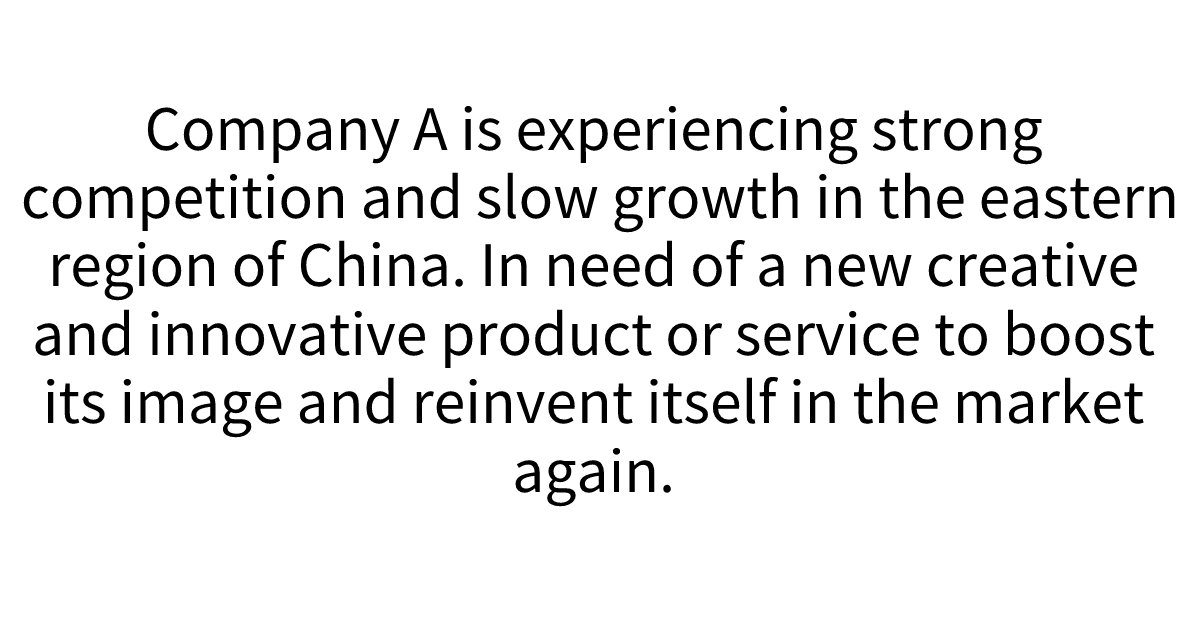 Company A is experiencing strong
competition and slow growth in the eastern
region of China. In need of a new creative
and innovative product or service to boost
its image and reinvent itself in the market
again.